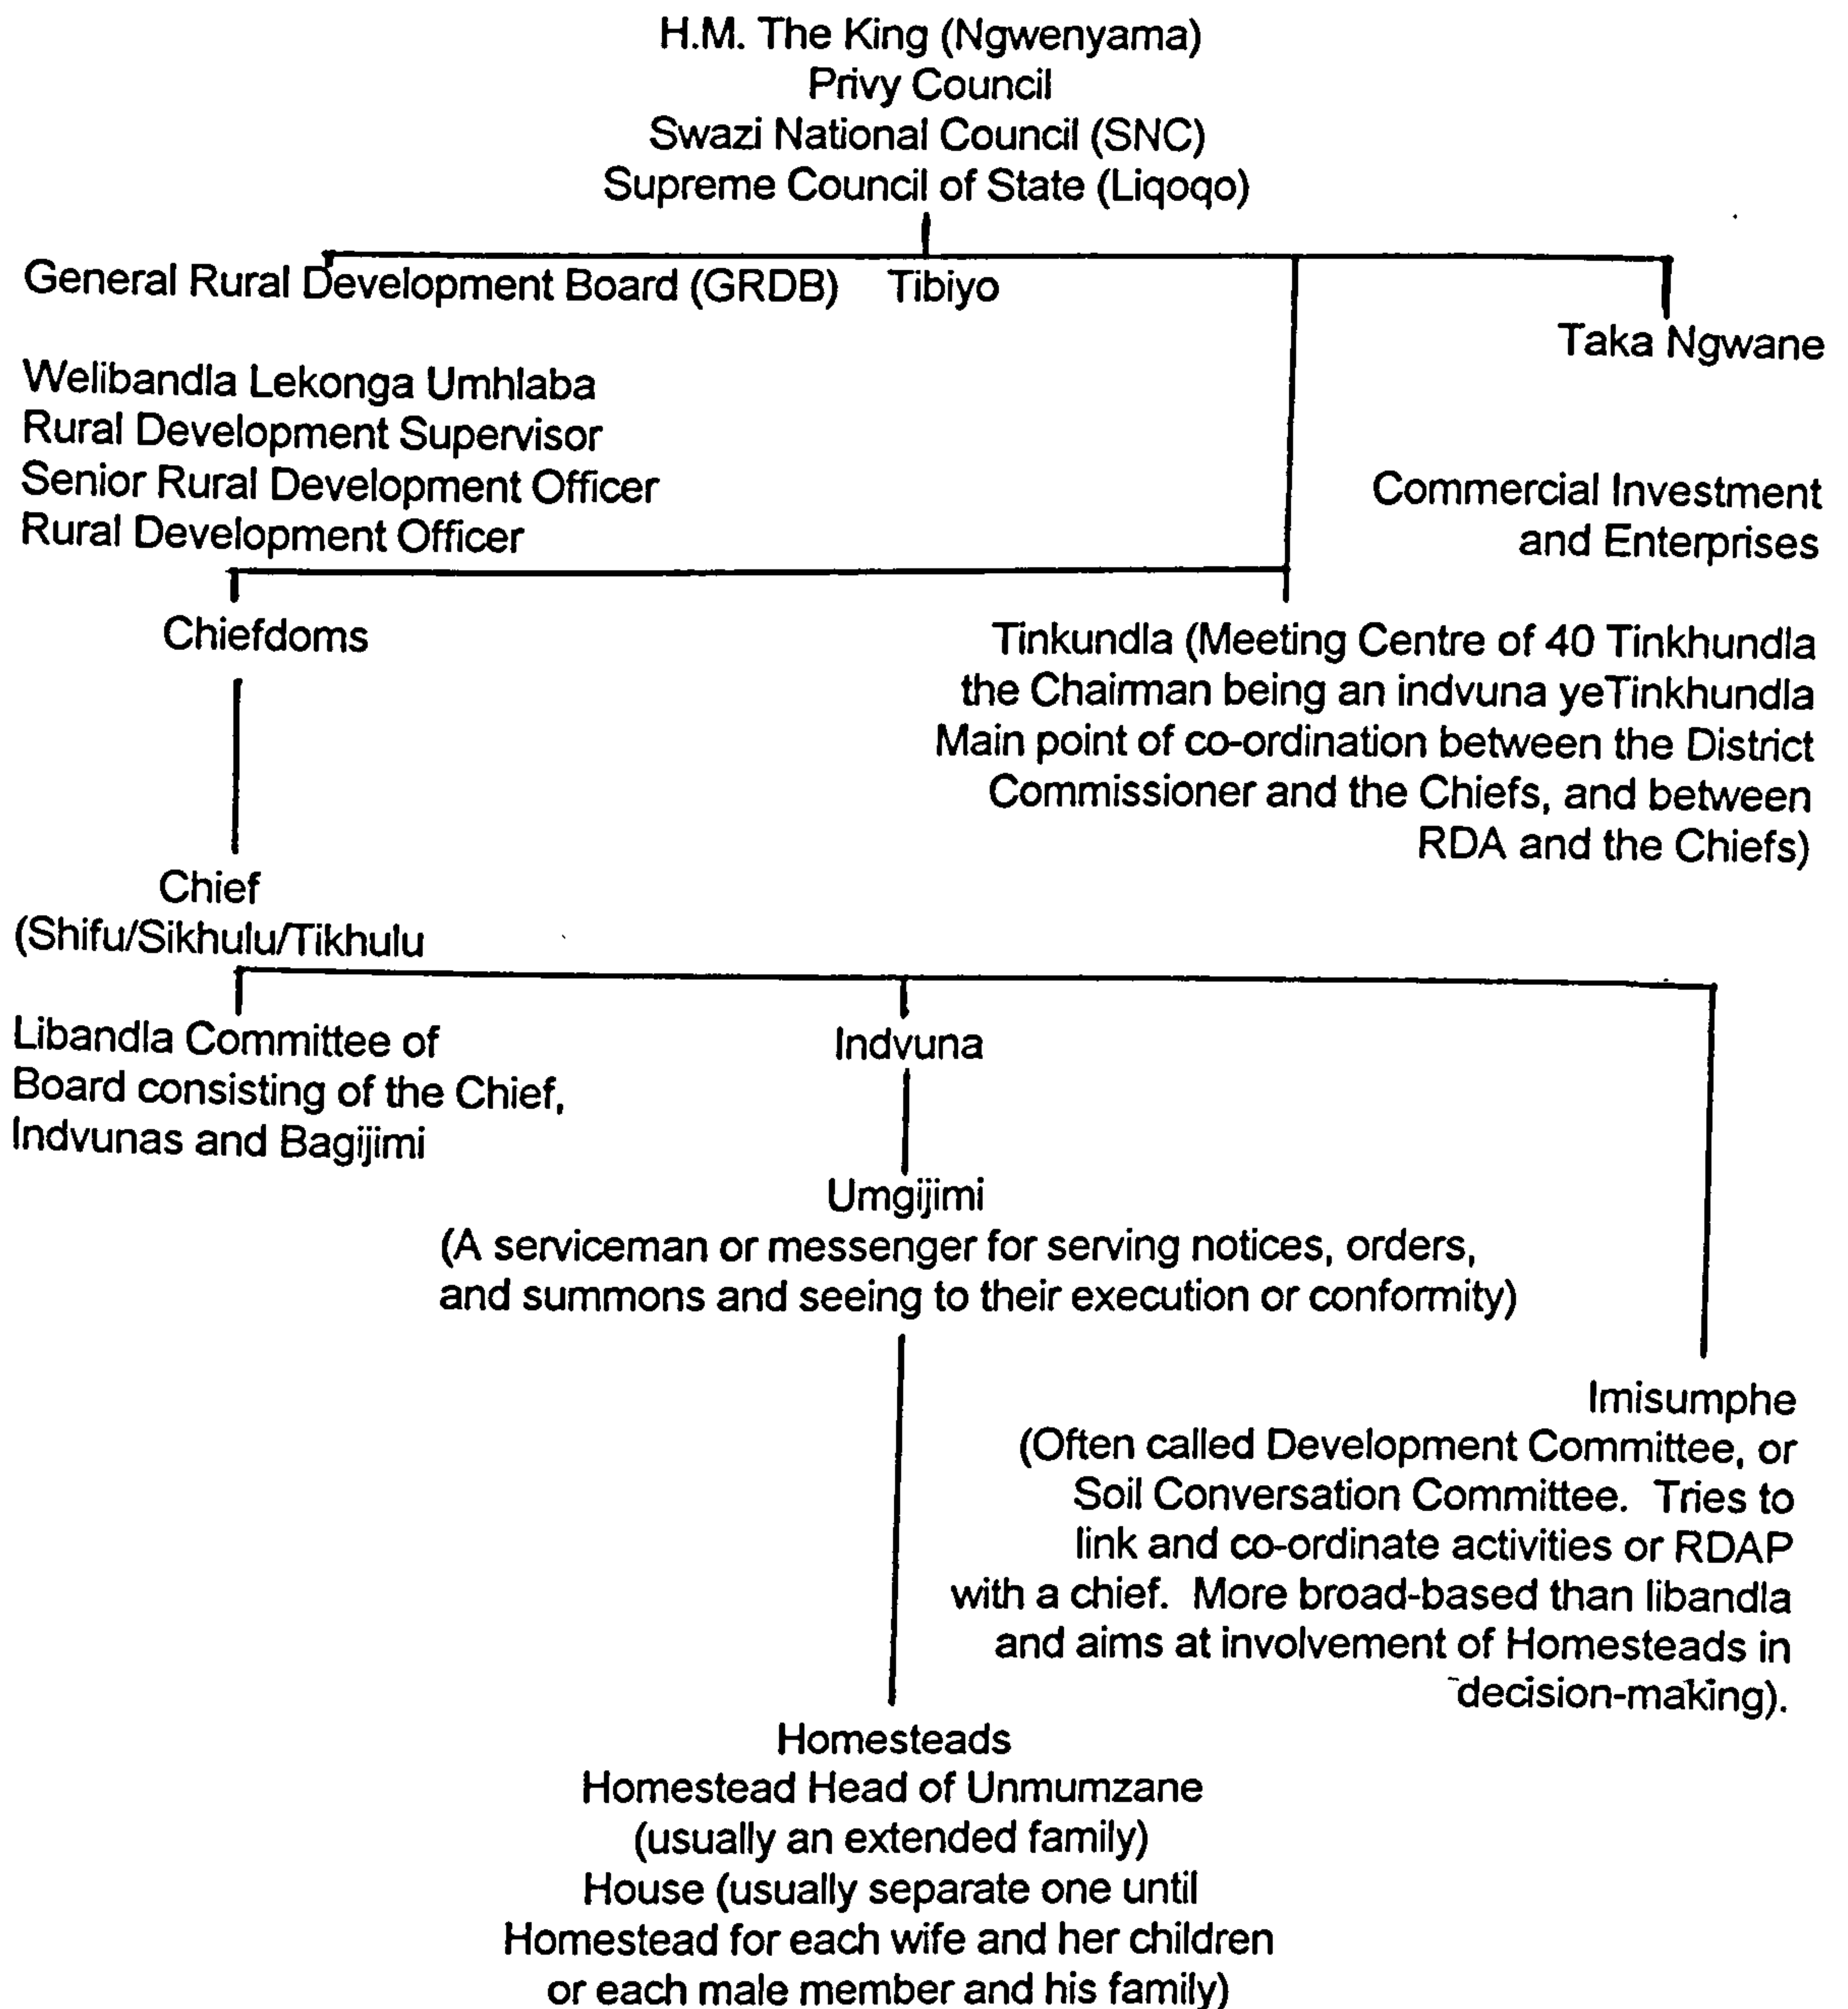 H.M. The King (Ngwenyama)
Privy Council
Swazi National Council (SNC)
Supreme Council of State (Liqoqo)
General Rural Development Board (GRDB)
Tibiyo
Taka Ngwane
Welibandla Lekonga Umhlaba
Rural Development Supervisor
Senior Rural Development Officer
Rural Development Officer
Commercial Investment
and Enterprises
Chiefdoms
Tinkundla (Meeting Centre of 40 Tinkhundla
the Chairman being an indvuna yeTinkhundla
Main point of co-ordination between the District
Commissioner and the Chiefs, and between
RDA and the Chiefs)
Chief
(Shifu/Sikhulu/Tikhulu
Libandla Committee of
Board consisting of the Chief,
Indvunas and Bagijimi
Indvuna
Umgijimi
(A serviceman or messenger for serving notices, orders,
and summons and seeing to their execution or conformity)
Imisumphe
(Often called Development Committee, or
Soil Conversation Committee. Tries to
link and co-ordinate activities or RDAP
with a chief. More broad-based than libandla
and aims at involvement of Homesteads in
decision-making).
Homesteads
Homestead Head of Unmumzane
(usually an extended family)
House (usually separate one until
Homestead for each wife and her children
or each male member and his family)